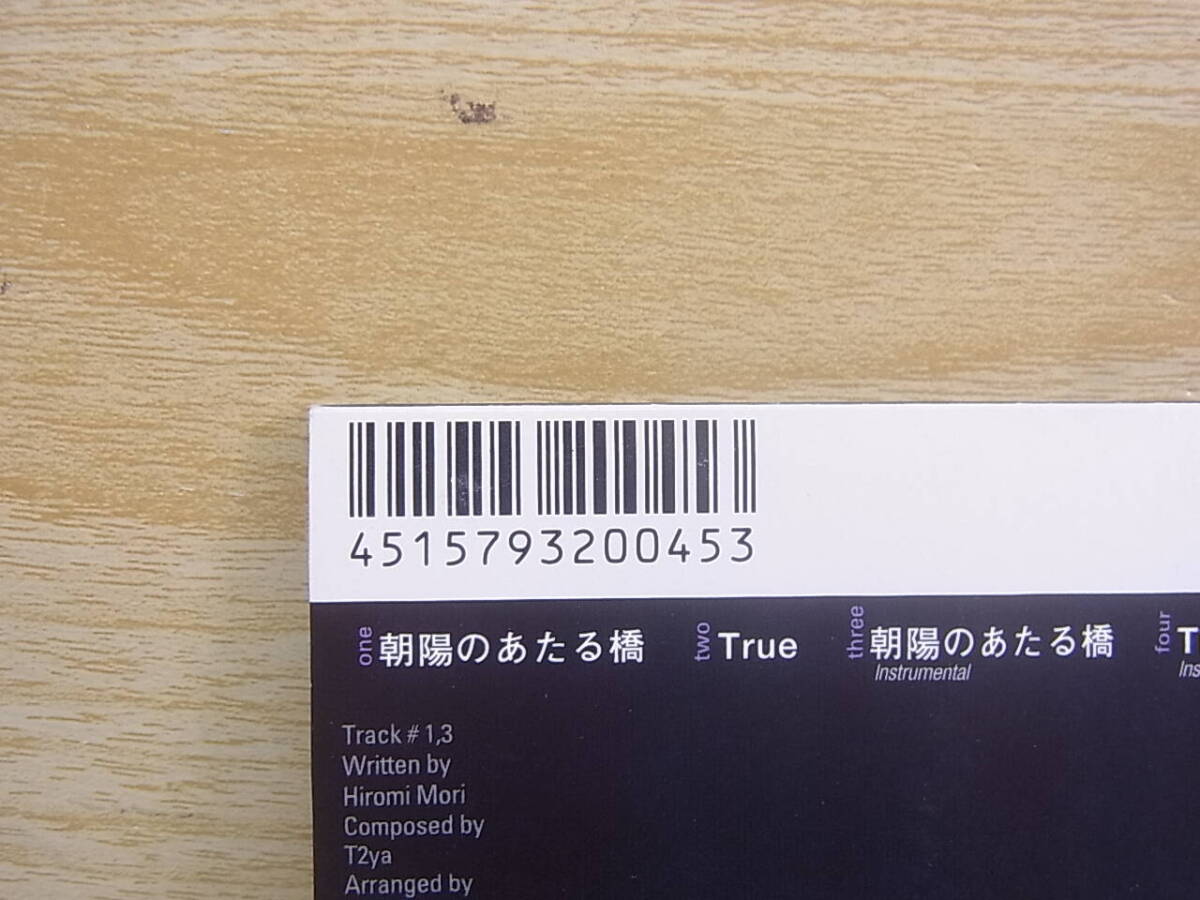 4515793200453
one 朝陽のあたる橋 two True three 朝陽のあたる橋 four T
Instrumental Ins
Track # 1,3
Written by
Hiromi Mori
Composed by
T2ya
Arranged by